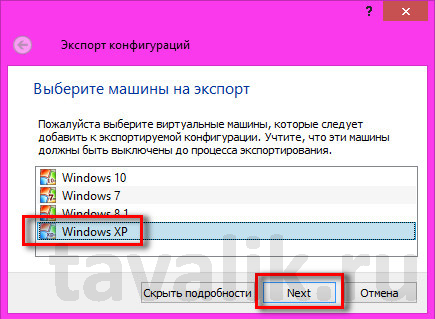 ?
Экспорт конфигураций
Выберите машины на экспорт
Пожалуйста выберите виртуальные машины, которые следует
добавить к экспортируемой конфигурации. Учтите, что эти машины
должны быть выключены до процесса экспортирования.
Windows 10
Windows 7
Windows 8.1
Windows XP
tavalik.ru
Скрыть подробности Next Отмена